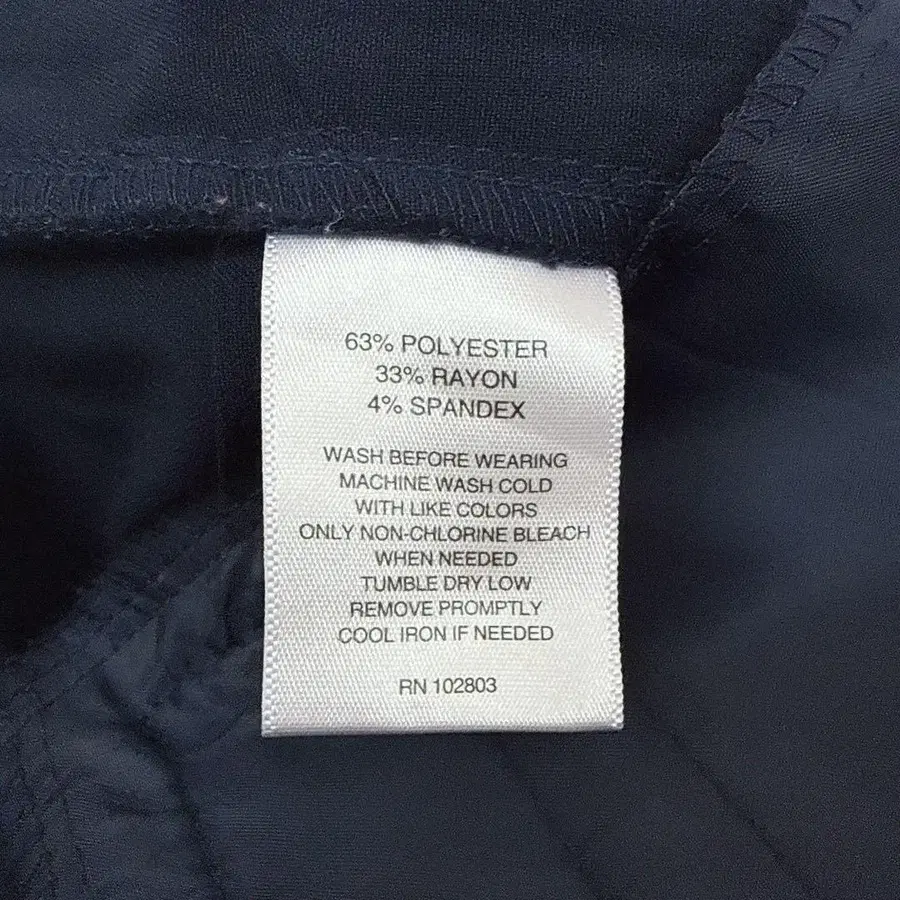 63% POLYESTER
33% RAYON
4% SPANDEX
WASH BEFORE WEARING
MACHINE WASH COLD
WITH LIKE COLORS
ONLY NON-CHLORINE BLEACH
WHEN NEEDED
TUMBLE DRY LOW
REMOVE PROMPTLY
COOL IRON IF NEEDED
RN 102803